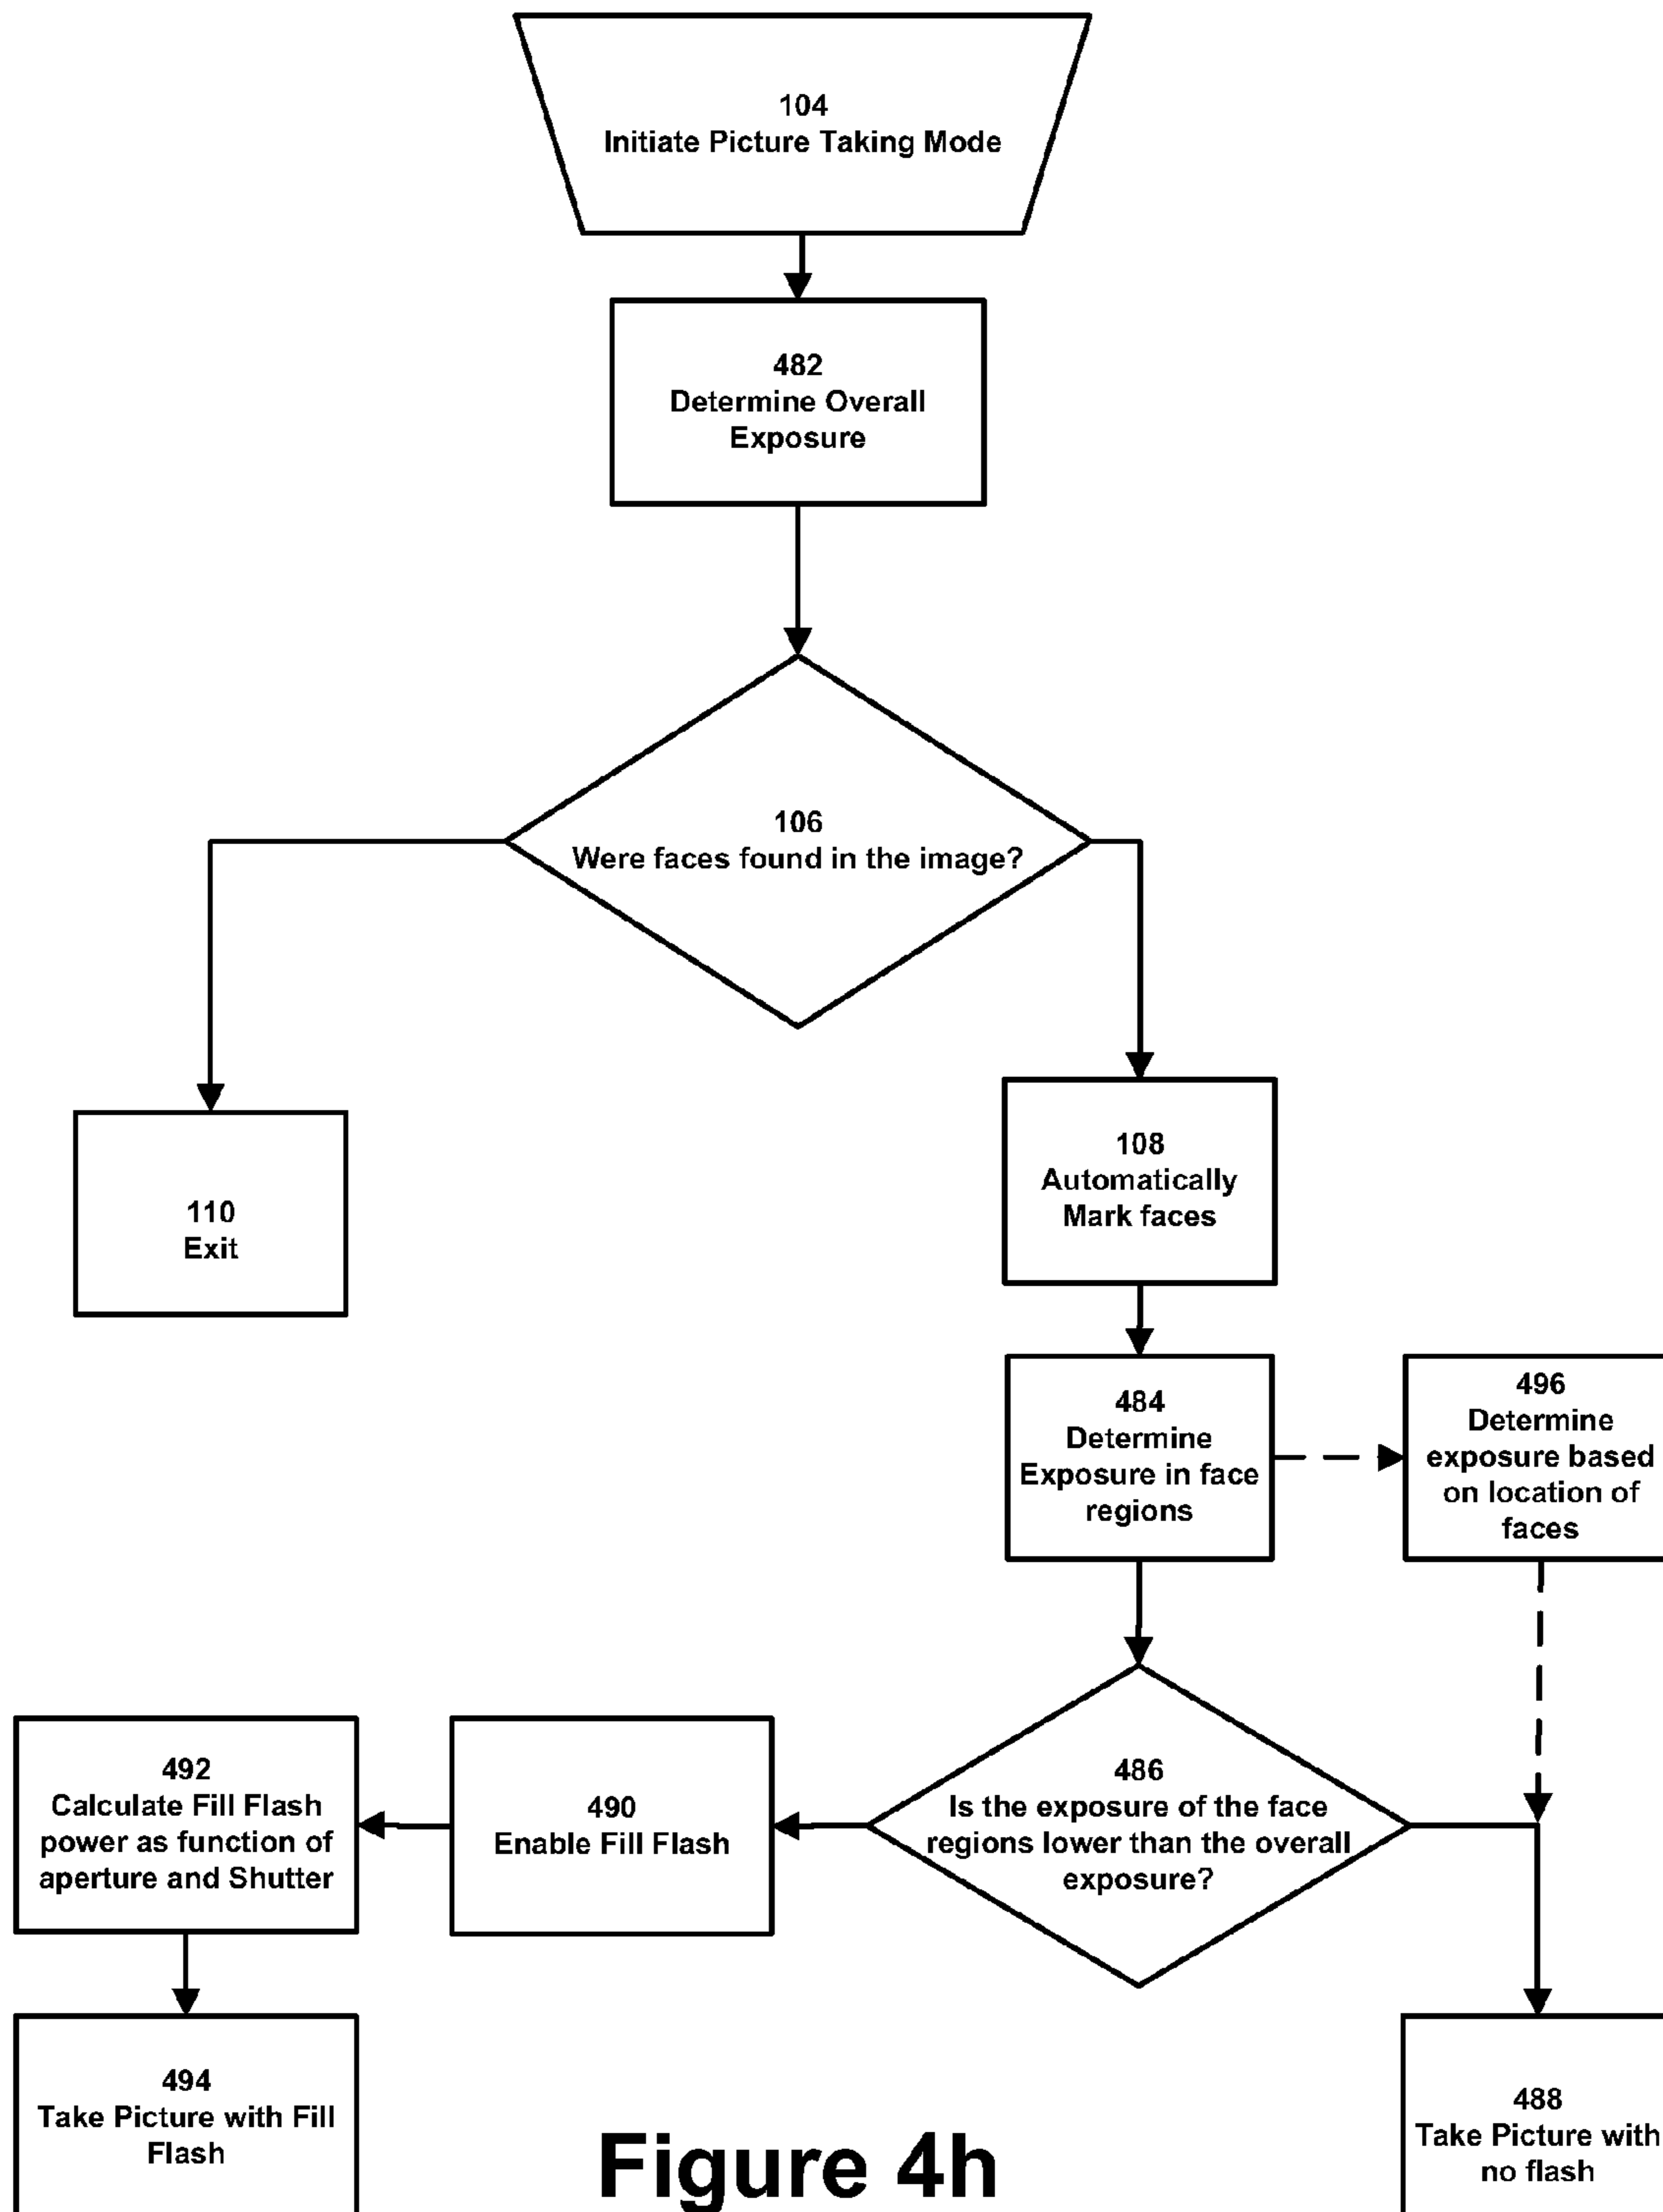 104
Initiate Picture Taking Mode
482
Determine Overall
Exposure
106
Were faces found in the image?
108
Automatically
Mark faces
110
Exit
484
Determine
Exposure in face
regions
496
Determine
exposure based
on location of
faces
492
Calculate Fill Flash
power as function of
aperture and Shutter
490
Enable Fill Flash
486
Is the exposure of the face
regions lower than the overall
exposure?
494
Take Picture with Fill
Flash
488
Take Picture with
no flash
Figure 4h